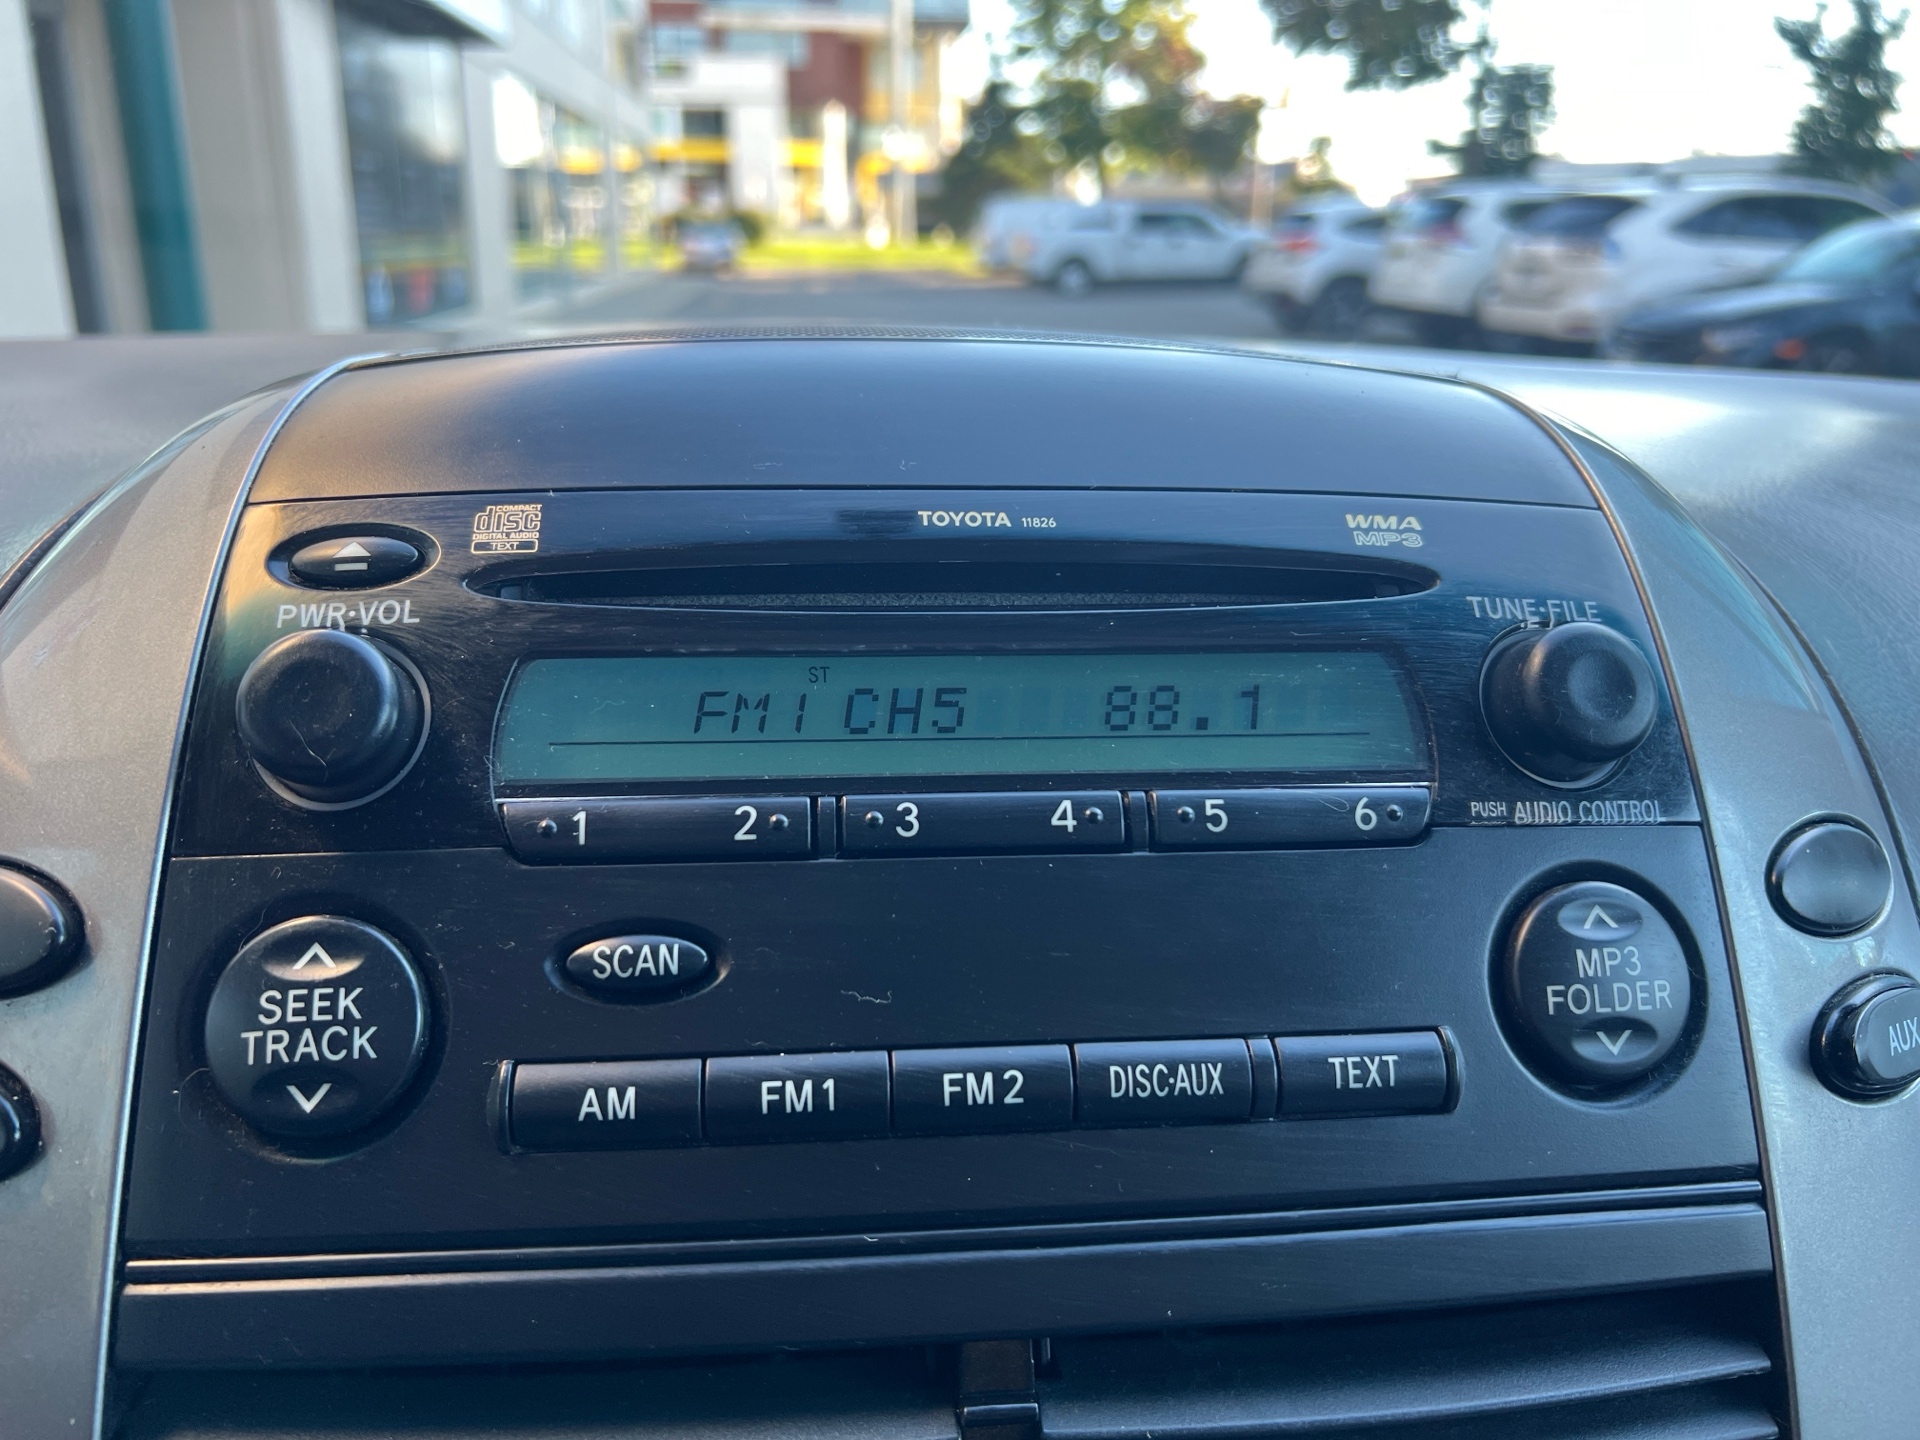 COMPACT
disc
DIGITAL AUDIO
TEXT
TOYOTA 11826
WMA
MP3
PWR·VOL
TUNE·FILE
ST
FM1 CH5 88.1
1 2 3 4 5 6
PUSH AUDIO CONTROL
SEEK
TRACK
SCAN
MP3
FOLDER
AUX
AM FM1 FM2 DISC·AUX TEXT